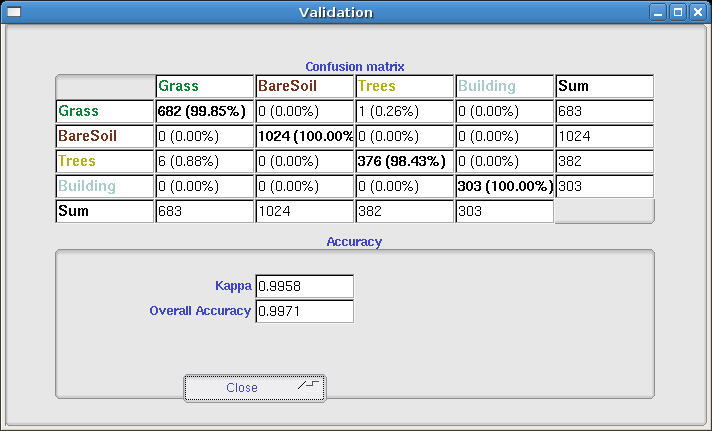 Validation
Confusion matrix
Grass BareSoil Trees Building Sum
Grass 682 (99.85%) 0 (0.00%) 1 (0.26%) 0 (0.00%) 683
BareSoil 0 (0.00%) 1024 (100.00% 0 (0.00%) 0 (0.00%) 1024
Trees 6 (0.88%) 0 (0.00%) 376 (98.43%) 0 (0.00%) 382
Building 0 (0.00%) 0 (0.00%) 0 (0.00%) 303 (100.00%) 303
Sum 683 1024 382 303
Accuracy
Kappa 0.9958
Overall Accuracy 0.9971
Close